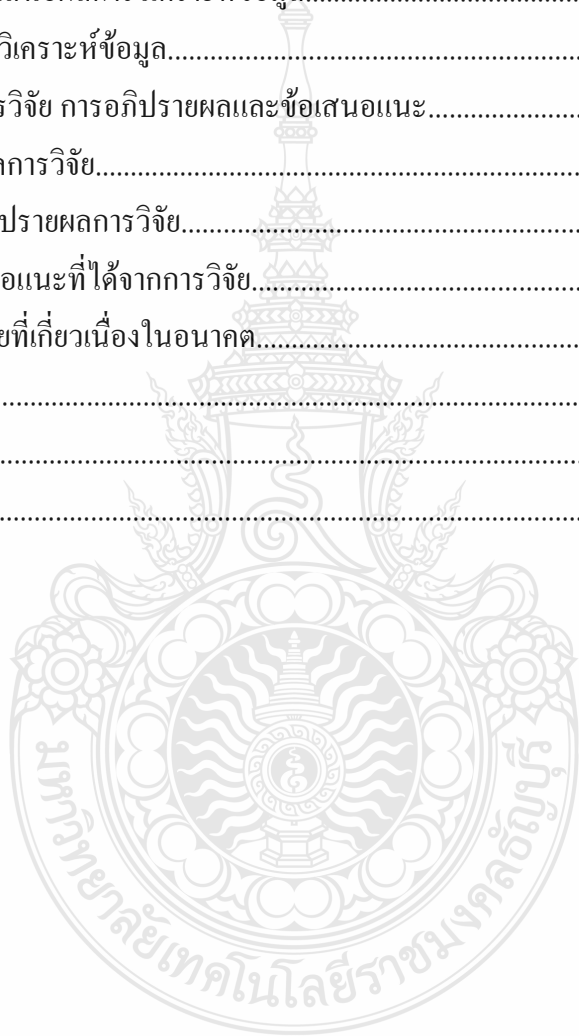 วิเคราะห์ข้อมูล................................................................
รวิจัย การอภิปรายผลและข้อเสนอแนะ........................
ลการวิจัย........................................................................
ปรายผลการวิจัย..........................................................
อแนะที่ได้จากการวิจัย................................................
ยที่เกี่ยวเนื่องในอนาคต...............................................
........................................................................................
........................................................................................
........................................................................................
มหาวิทยาลัยเทคโนโลยีราชมงคลธัญบุรี